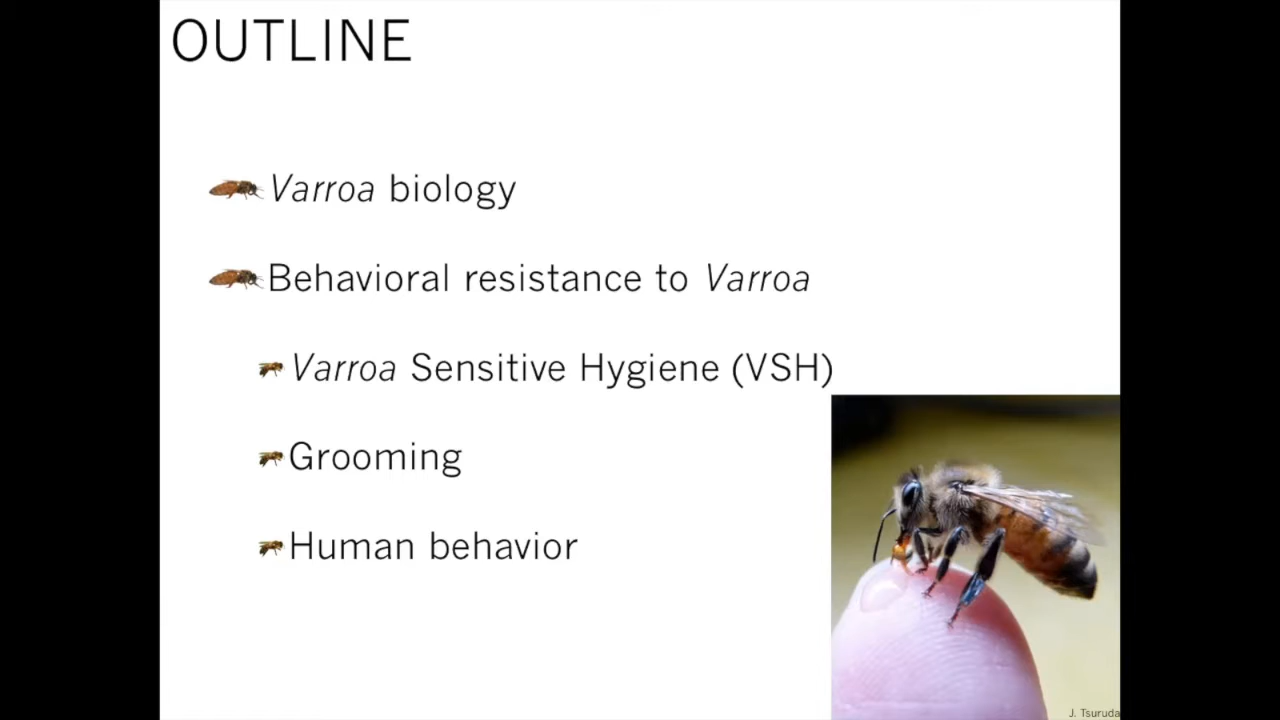 OUTLINE
Varroa biology
Behavioral resistance to Varroa
Varroa Sensitive Hygiene (VSH)
Grooming
Human behavior
J. Tsuruda